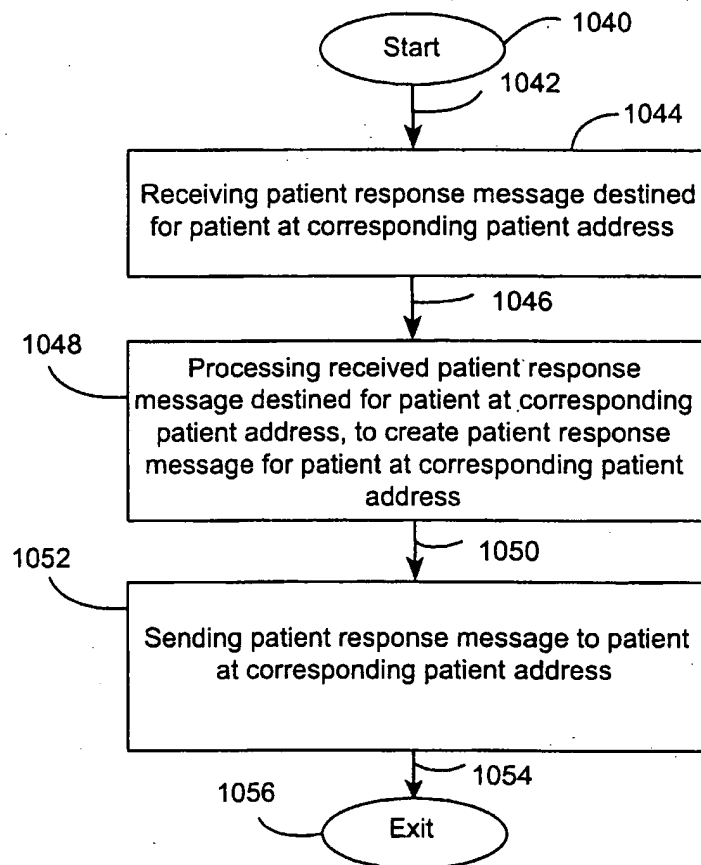 Start
1040
1042
1044
Receiving patient response message destined
for patient at corresponding patient address
1046
1048
Processing received patient response
message destined for patient at corresponding
patient address, to create patient response
message for patient at corresponding patient
address
1050
1052
Sending patient response message to patient
at corresponding patient address
1054
1056
Exit